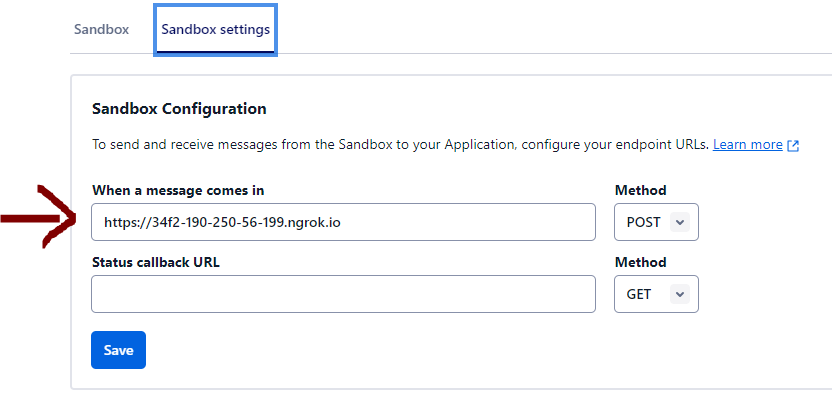 Sandbox Sandbox settings
Sandbox Configuration
To send and receive messages from the Sandbox to your Application, configure your endpoint URLs. Learn more
When a message comes in Method
https://34f2-190-250-56-199.ngrok.io POST
Status callback URL Method
GET
Save